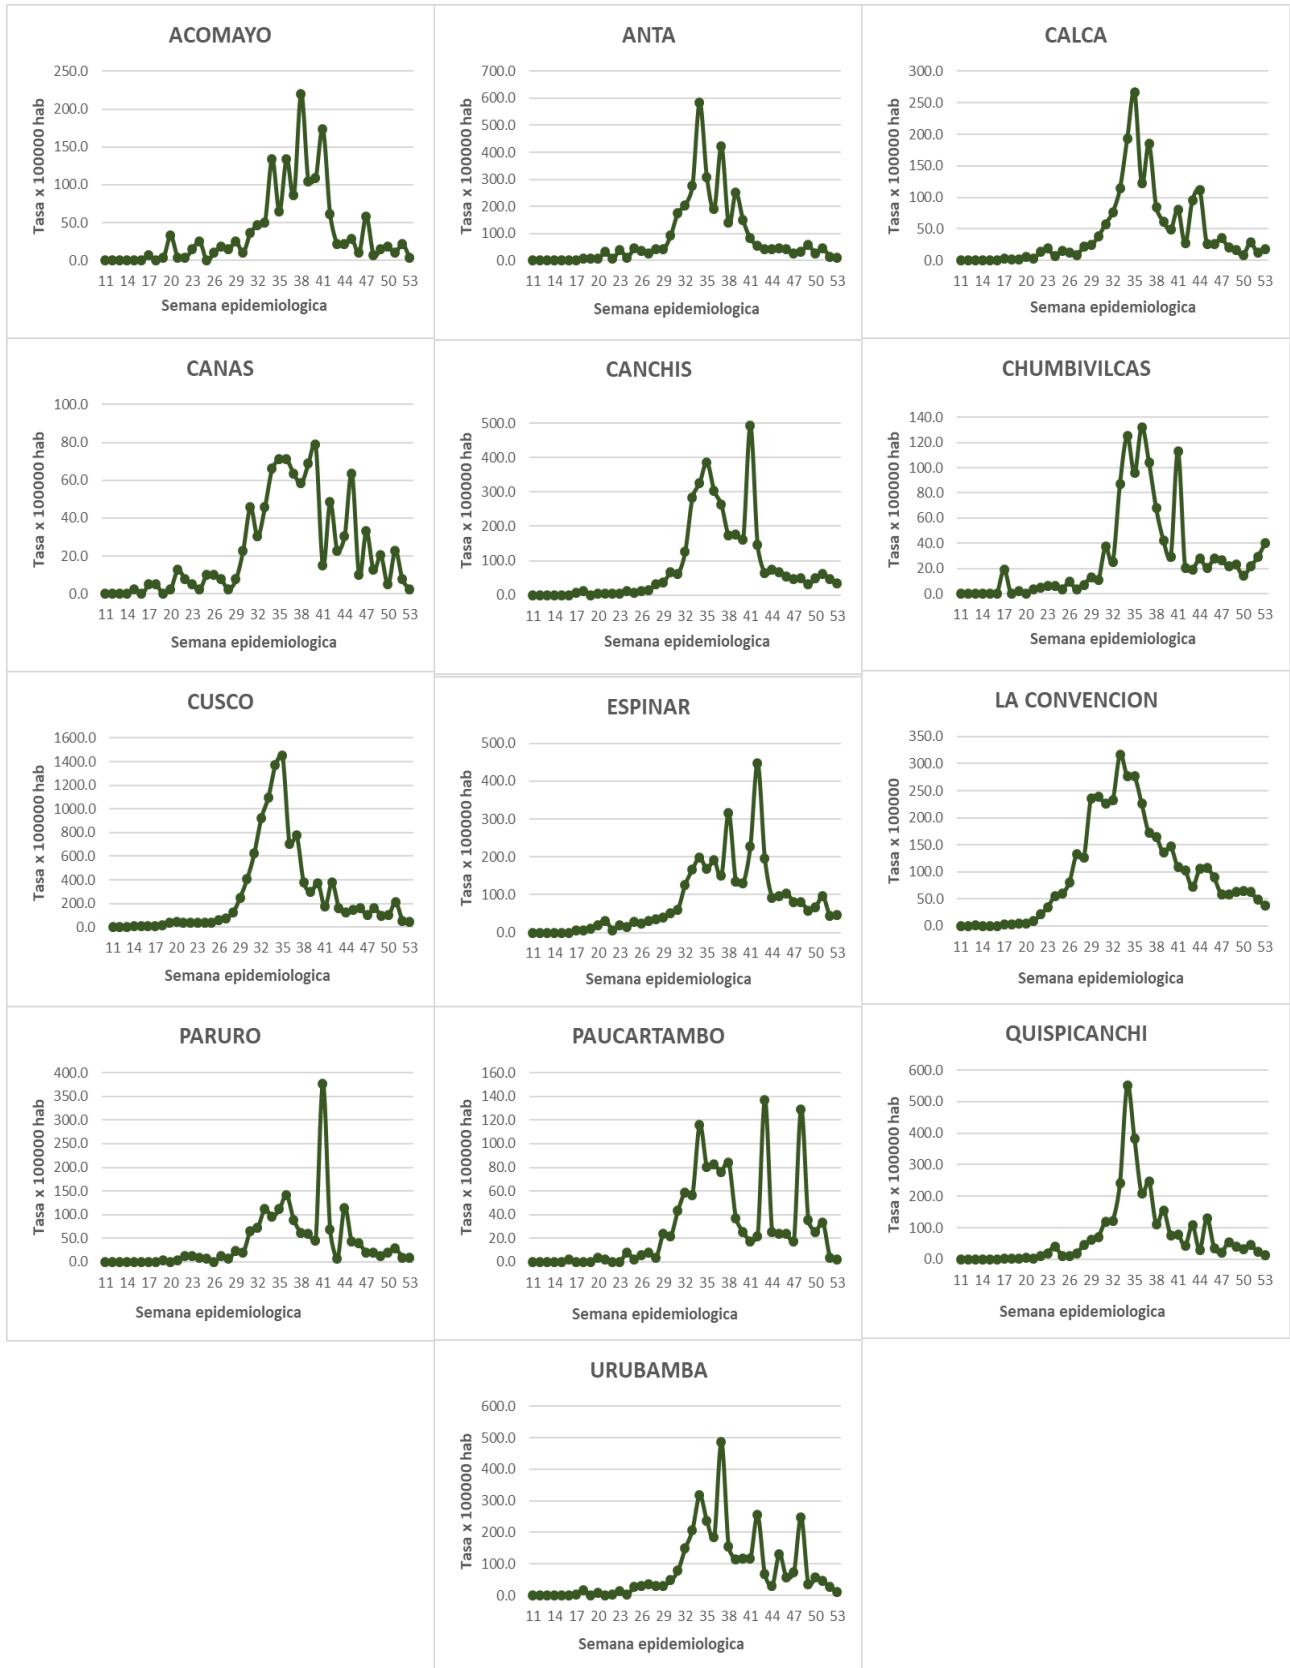 ACOMAYO
250.0
200.0
150.0
100.0
50.0
0.0
Tasa x 100000 hab
11 14 17 20 23 26 29 32 35 38 41 44 47 50 53
Semana epidemiologica
ANTA
700.0
600.0
500.0
400.0
300.0
200.0
100.0
0.0
Tasa x 100000 hab
11 14 17 20 23 26 29 32 35 38 41 44 47 50 53
Semana epidemiologica
CALCA
300.0
250.0
200.0
150.0
100.0
50.0
0.0
Tasa x 100000 hab
11 14 17 20 23 26 29 32 35 38 41 44 47 50 53
Semana epidemiologica
CANAS
100.0
80.0
60.0
40.0
20.0
0.0
Tasa x 100000 hab
11 14 17 20 23 26 29 32 35 38 41 44 47 50 53
Semana epidemiologica
CANCHIS
500.0
400.0
300.0
200.0
100.0
0.0
Tasa x 100000 hab
11 14 17 20 23 26 29 32 35 38 41 44 47 50 53
Semana epidemiologica
CHUMBIVILCAS
140.0
120.0
100.0
80.0
60.0
40.0
20.0
0.0
Tasa x 100000 hab
11 14 17 20 23 26 29 32 35 38 41 44 47 50 53
Semana epidemiologica
CUSCO
1600.0
1400.0
1200.0
1000.0
800.0
600.0
400.0
200.0
0.0
Tasa x 100000 hab
11 14 17 20 23 26 29 32 35 38 41 44 47 50 53
Semana epidemiologica
ESPINAR
500.0
400.0
300.0
200.0
100.0
0.0
Tasa x 100000 hab
11 14 17 20 23 26 29 32 35 38 41 44 47 50 53
Semana epidemiologica
LA CONVENCION
350.0
300.0
250.0
200.0
150.0
100.0
50.0
0.0
Tasa x 100000
11 14 17 20 23 26 29 32 35 38 41 44 47 50 53
Semana epidemiologica
PARURO
400.0
350.0
300.0
250.0
200.0
150.0
100.0
50.0
0.0
Tasa x 100000 hab
11 14 17 20 23 26 29 32 35 38 41 44 47 50 53
Semana epidemiologica
PAUCARTAMBO
160.0
140.0
120.0
100.0
80.0
60.0
40.0
20.0
0.0
Tasa x 100000 hab
11 14 17 20 23 26 29 32 35 38 41 44 47 50 53
Semana epidemiologica
QUISPICANCHI
600.0
500.0
400.0
300.0
200.0
100.0
0.0
Tasa x 100000 hab
11 14 17 20 23 26 29 32 35 38 41 44 47 50 53
Semana epidemiologica
URUBAMBA
600.0
500.0
400.0
300.0
200.0
100.0
0.0
Tasa x 100000 hab
11 14 17 20 23 26 29 32 35 38 41 44 47 50 53
Semana epidemiologica